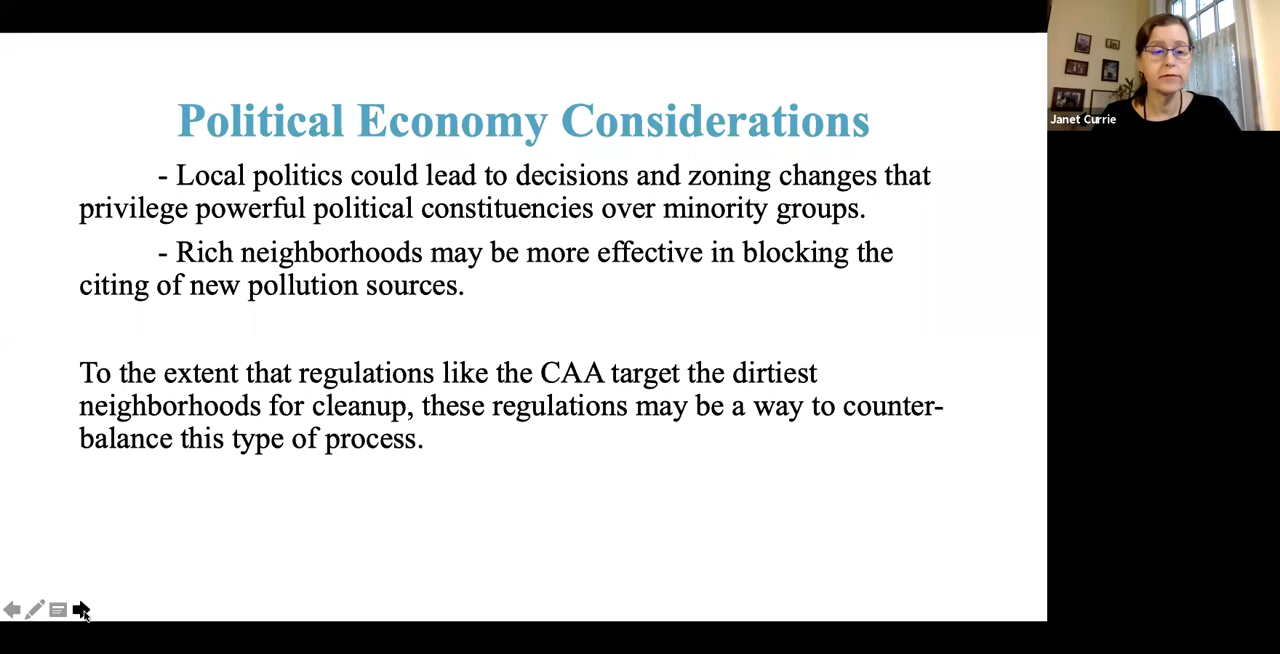 Political Economy Considerations
- Local politics could lead to decisions and zoning changes that
privilege powerful political constituencies over minority groups.
- Rich neighborhoods may be more effective in blocking the
citing of new pollution sources.
To the extent that regulations like the CAA target the dirtiest
neighborhoods for cleanup, these regulations may be a way to counter-
balance this type of process.
Janet Currie